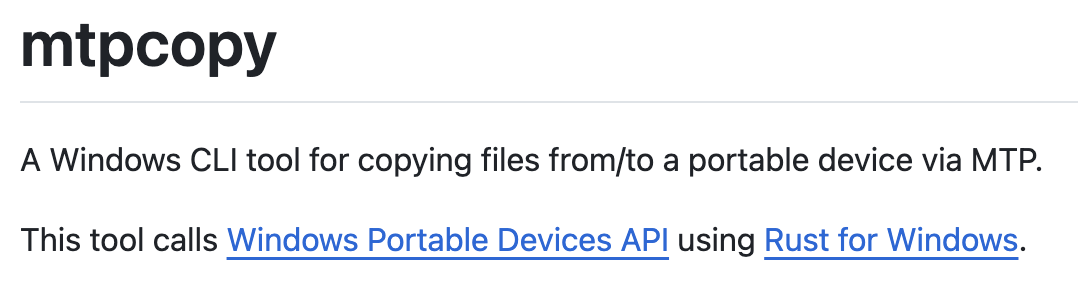 mtpcopy
A Windows CLI tool for copying files from/to a portable device via MTP.
This tool calls Windows Portable Devices API using Rust for Windows.